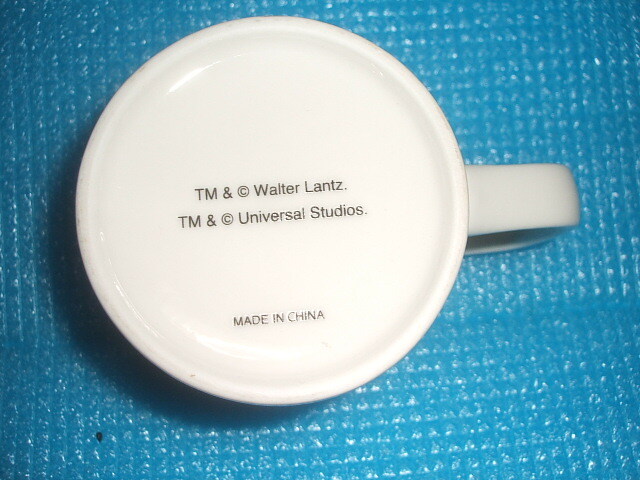 TM & © Walter Lantz.
TM & © Universal Studios.
MADE IN CHINA